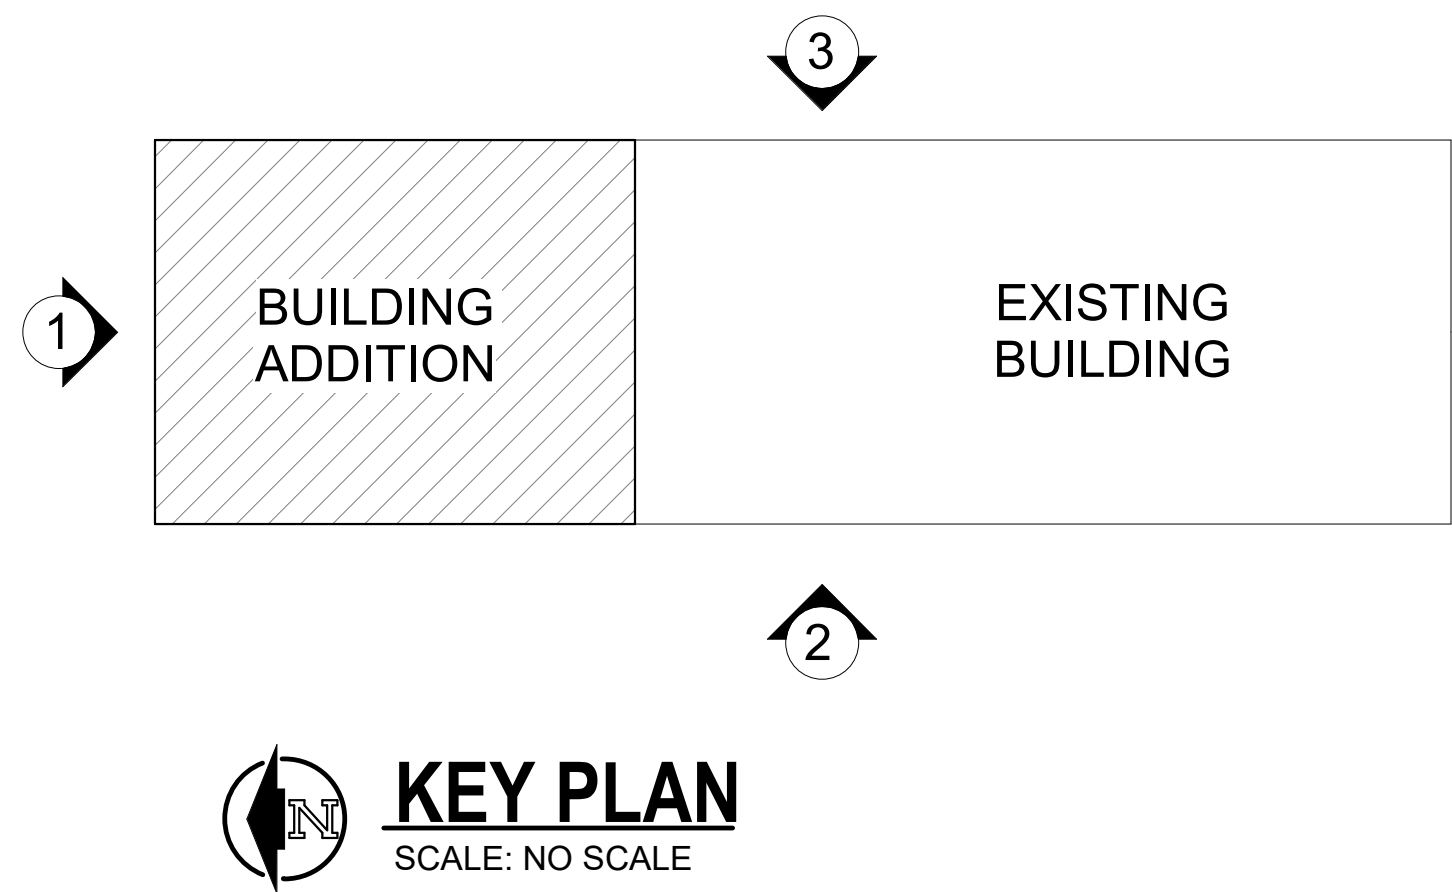 3
BUILDING
ADDITION
EXISTING
BUILDING
1
2
N
KEY PLAN
SCALE: NO SCALE